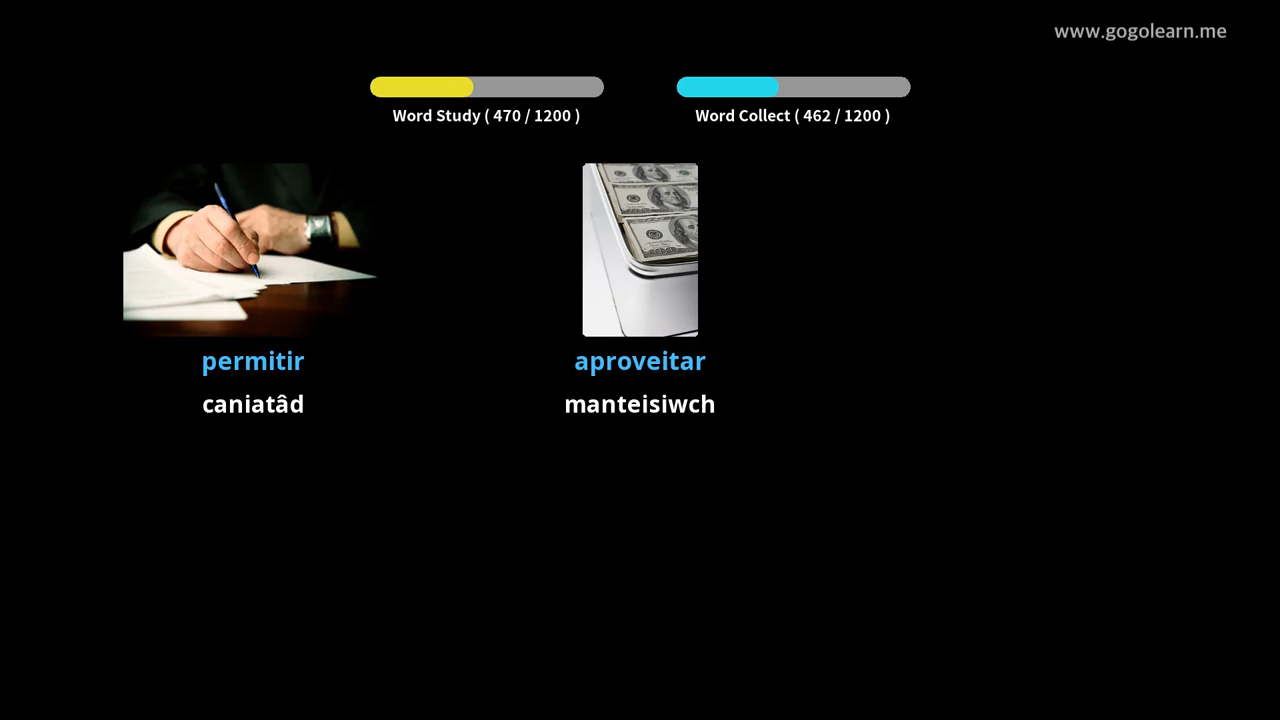 www.gogolearn.me
Word Study ( 470 / 1200 )
Word Collect ( 462 / 1200 )
permitir
caniatâd
aproveitar
manteisiwch